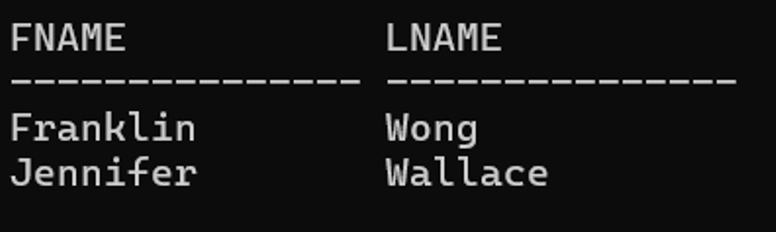 FNAME LNAME
--------------- ---------------
Franklin Wong
Jennifer Wallace